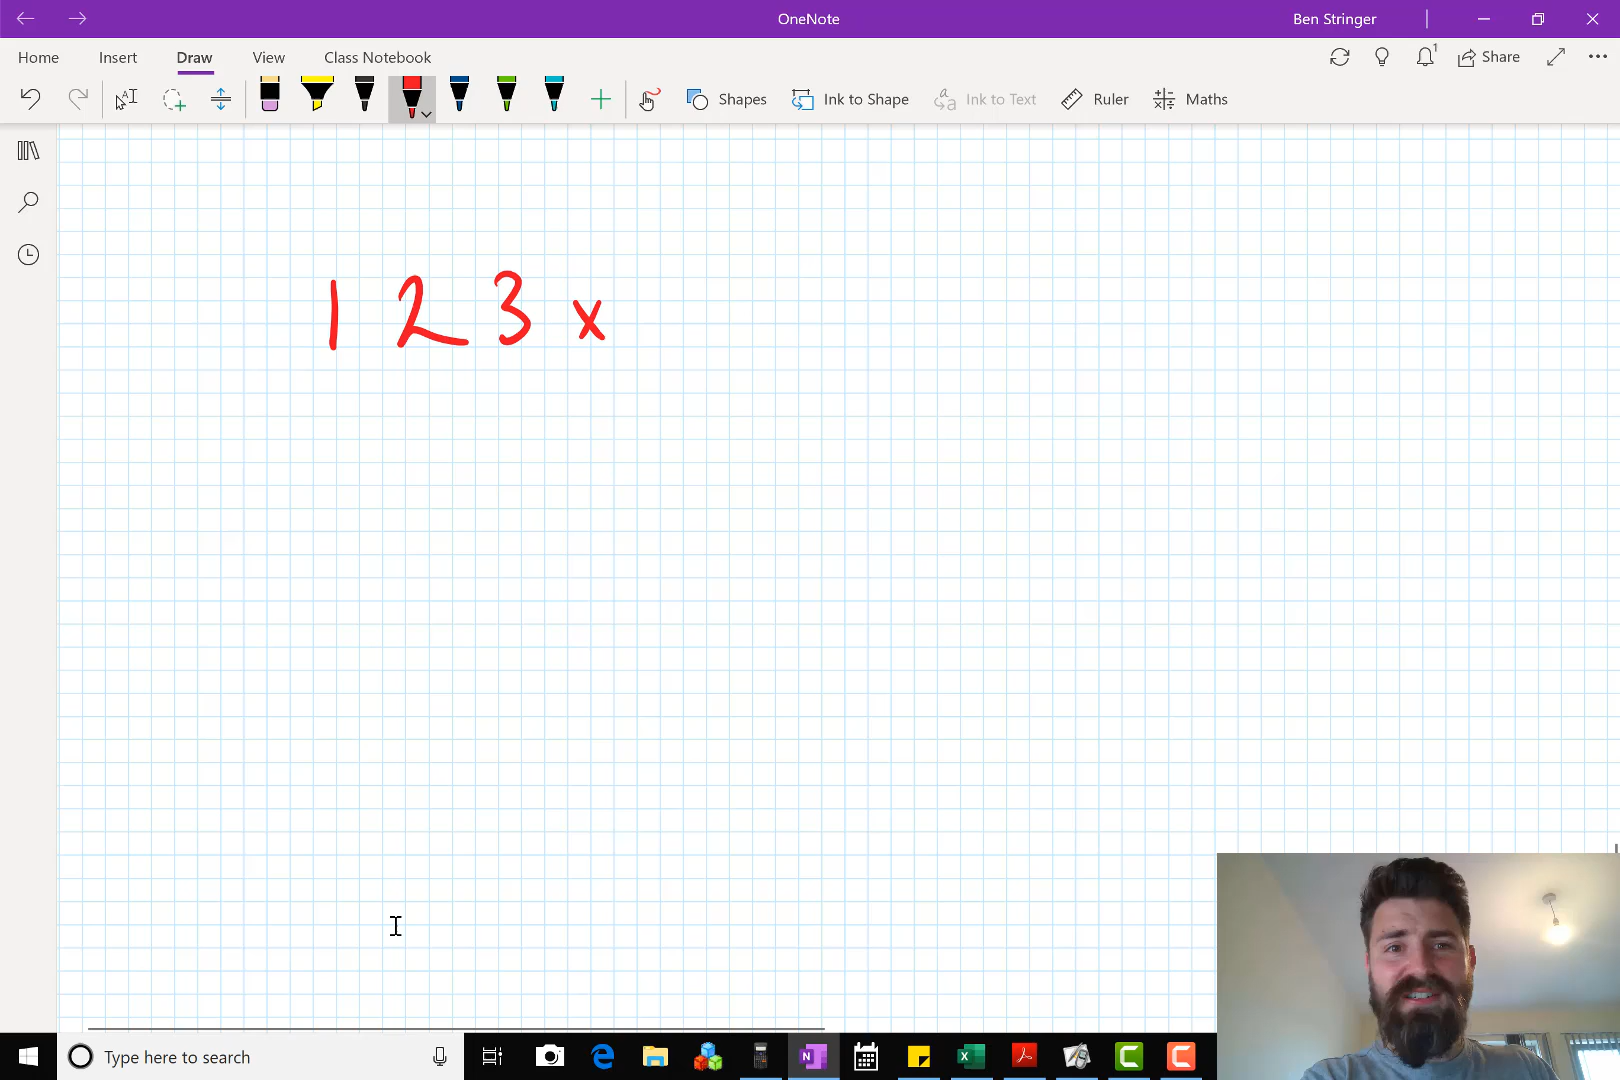 OneNote
Ben Stringer
Home
Insert
Draw
View
Class Notebook
1
Share
Shapes
Ink to Shape
Ink to Text
Ruler
Maths
1 2 3 x
Type here to search